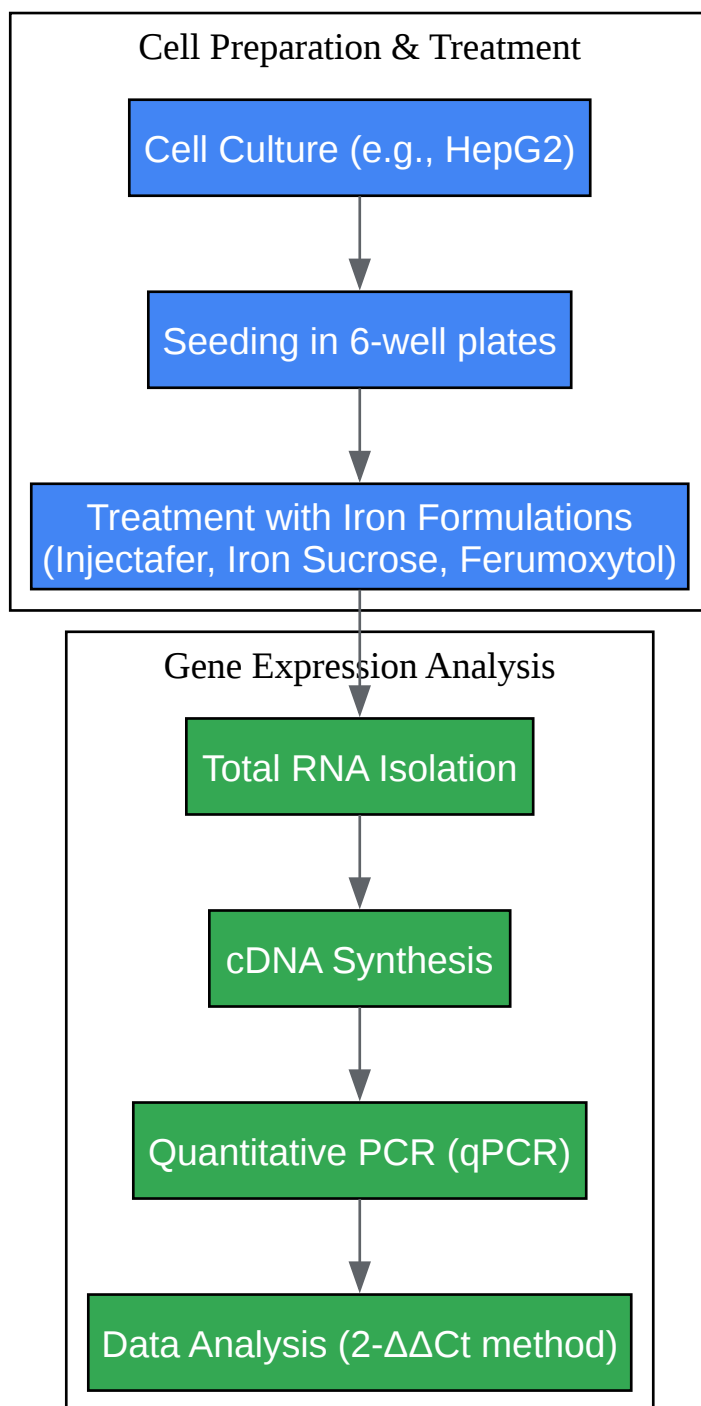 Cell Preparation & Treatment
Cell Culture (e.g., HepG2)
Seeding in 6-well plates
Treatment with Iron Formulations
(Injectafer, Iron Sucrose, Ferumoxytol)
Gene Expression Analysis
Total RNA Isolation
cDNA Synthesis
Quantitative PCR (qPCR)
Data Analysis (2-ΔΔCt method)